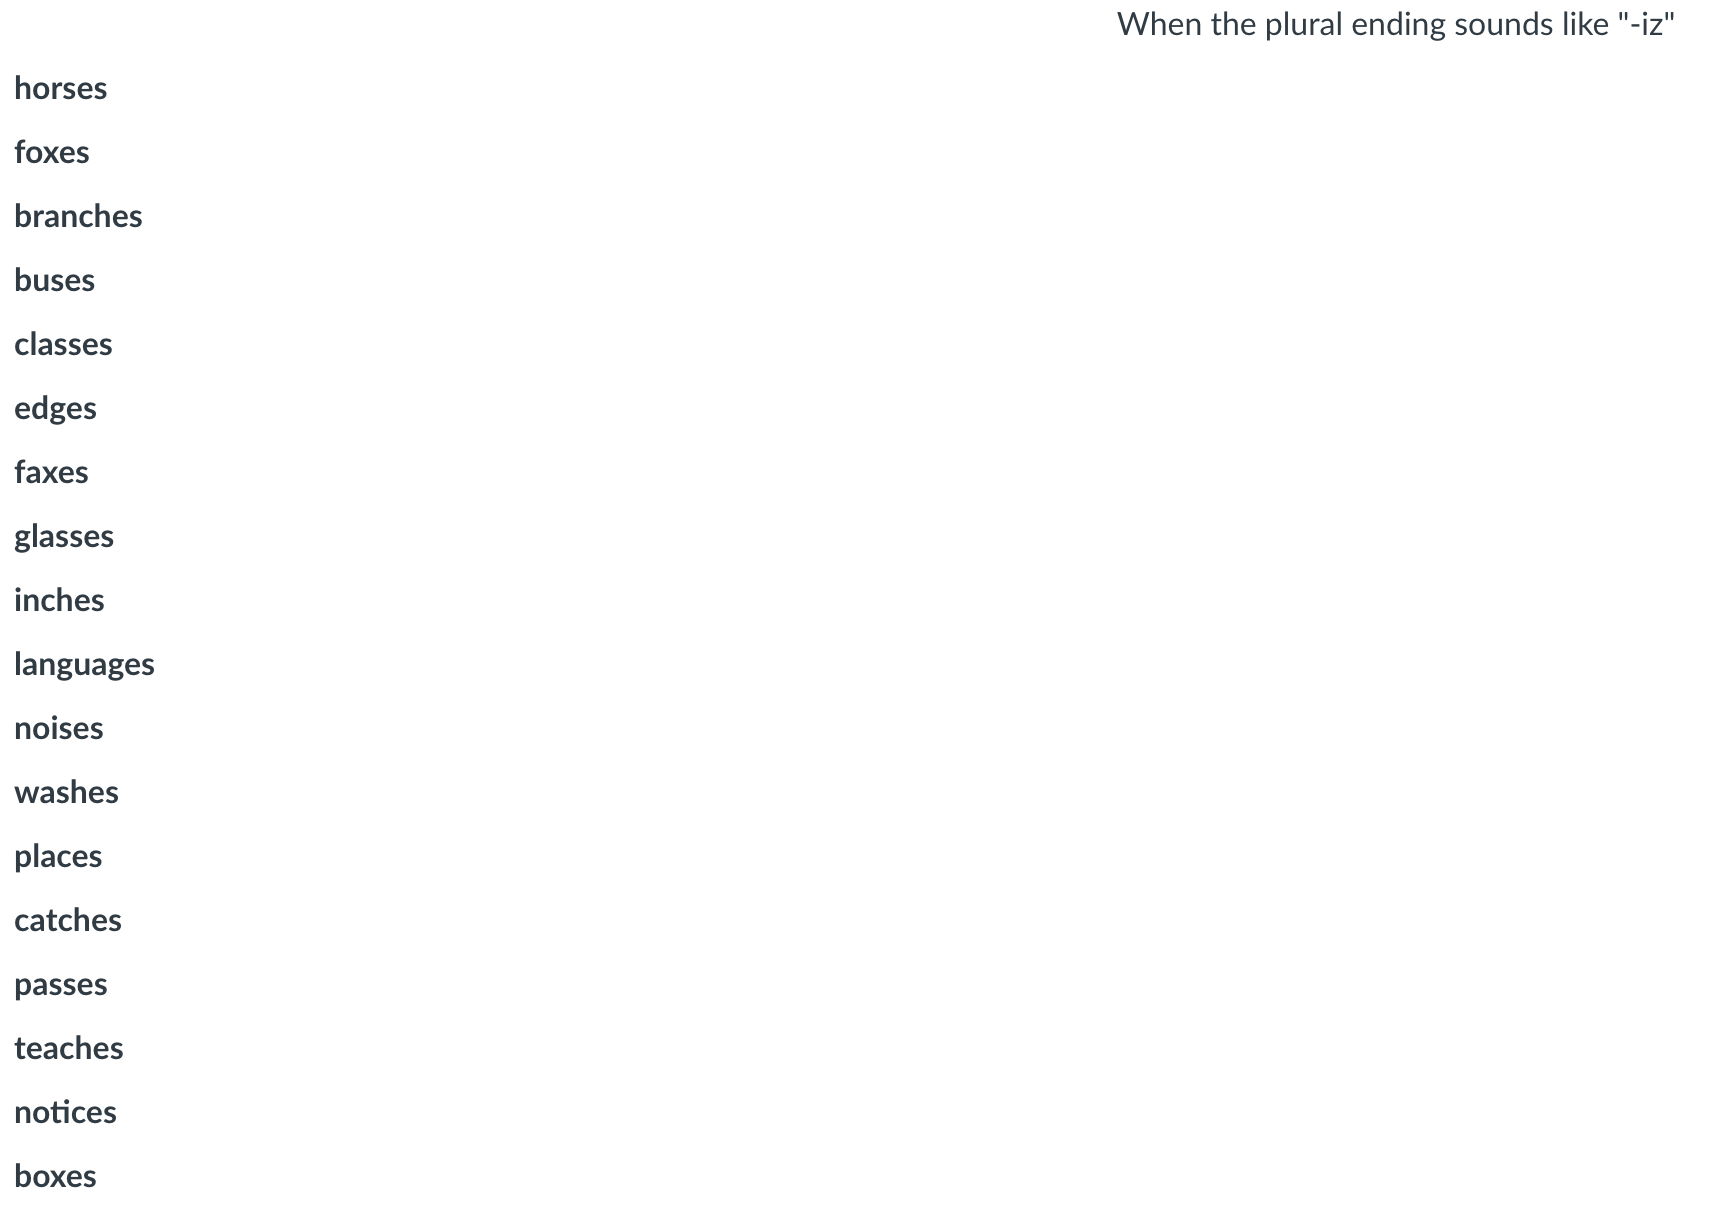 When the plural ending sounds like "-iz"
horses
foxes
branches
buses
classes
edges
faxes
glasses
inches
languages
noises
washes
places
catches
passes
teaches
notices
boxes